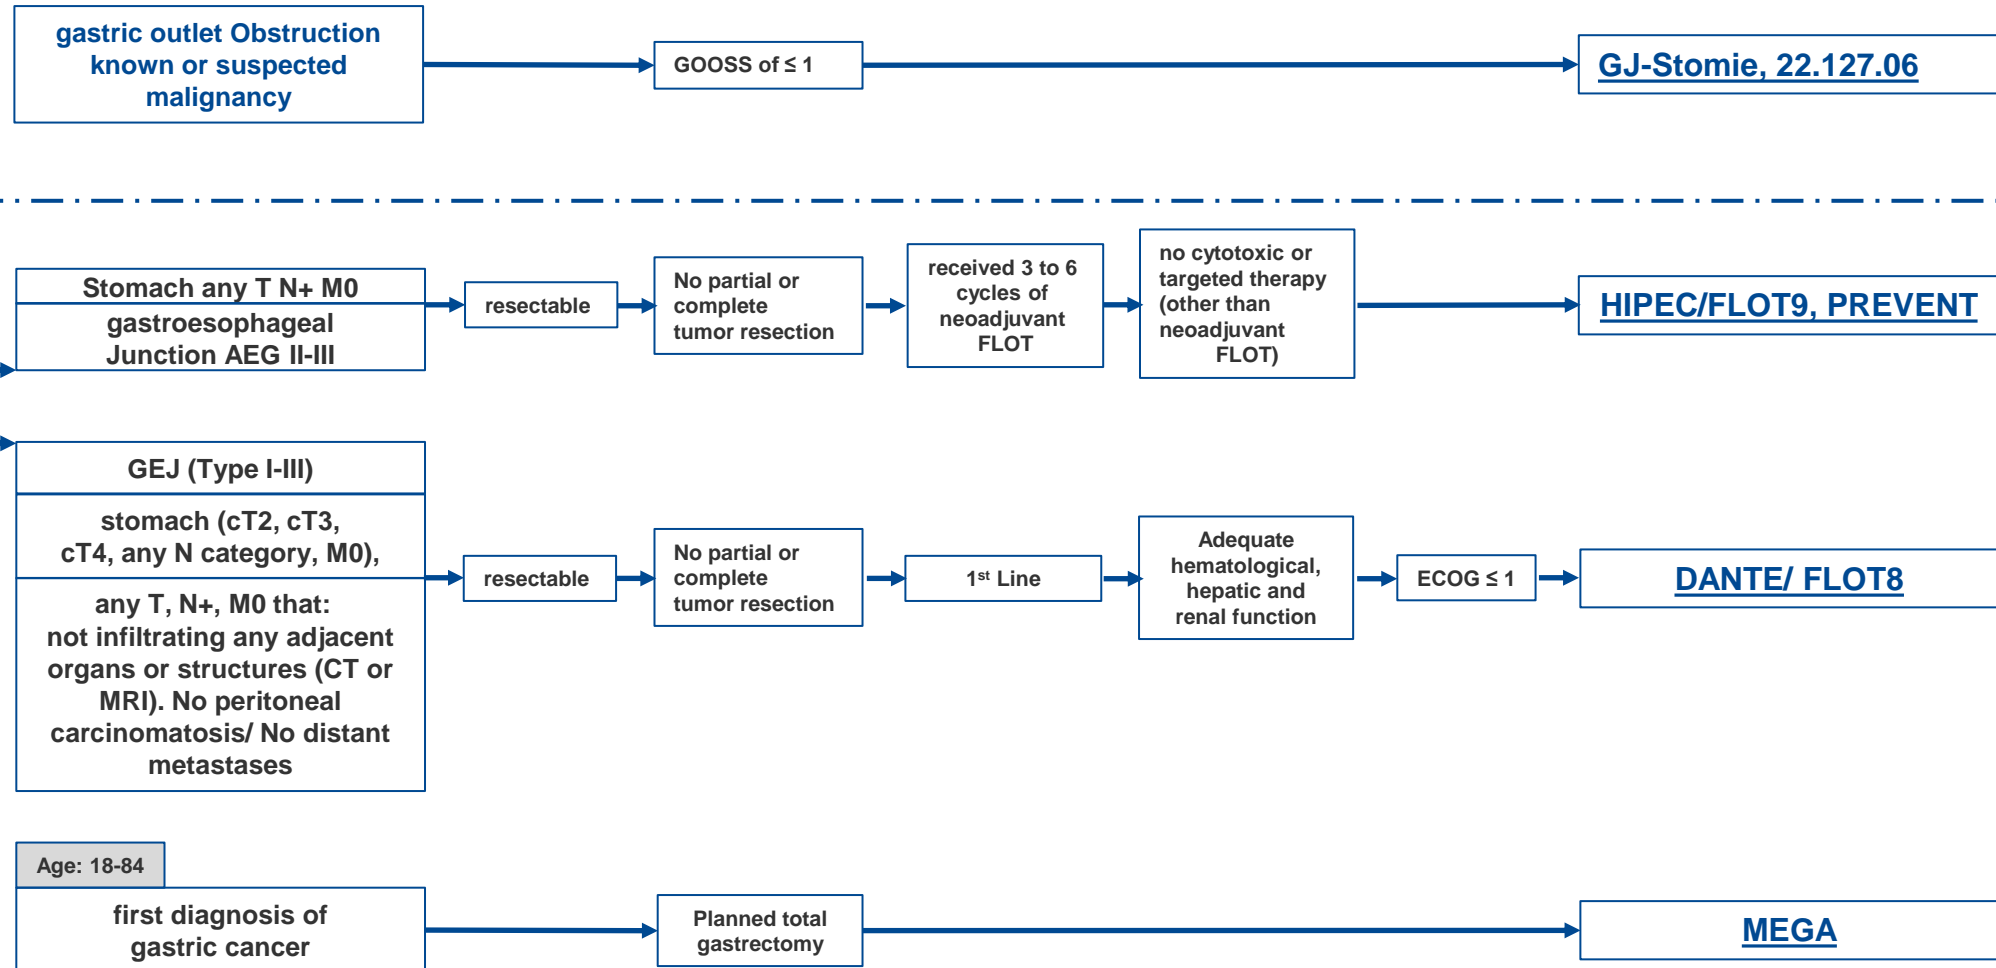 gastric outlet Obstruction
known or suspected
malignancy
GOOSS of ≤ 1
GJ-Stomie, 22.127.06
Stomach any T N+ M0
gastroesophageal
Junction AEG II-III
resectable
No partial or
complete
tumor resection
received 3 to 6
cycles of
neoadjuvant
FLOT
no cytotoxic or
targeted therapy
(other than
neoadjuvant
FLOT)
HIPEC/FLOT9, PREVENT
GEJ (Type I-III)
stomach (cT2, cT3,
cT4, any N category, M0),
any T, N+, M0 that:
not infiltrating any adjacent
organs or structures (CT or
MRI). No peritoneal
carcinomatosis/ No distant
metastases
resectable
No partial or
complete
tumor resection
1st Line
Adequate
hematological,
hepatic and
renal function
ECOG ≤ 1
DANTE/ FLOT8
Age: 18-84
first diagnosis of
gastric cancer
Planned total
gastrectomy
MEGA